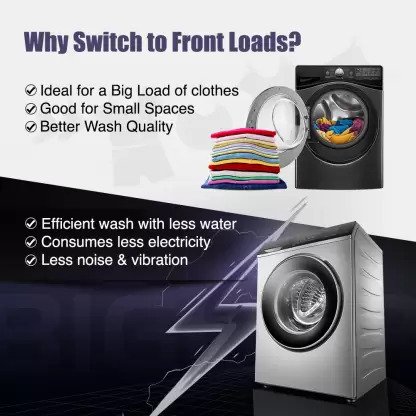 Why Switch to Front Loads?
Ideal for a Big Load of clothes
Good for Small Spaces
Better Wash Quality
Efficient wash with less water
Consumes less electricity
Less noise & vibration